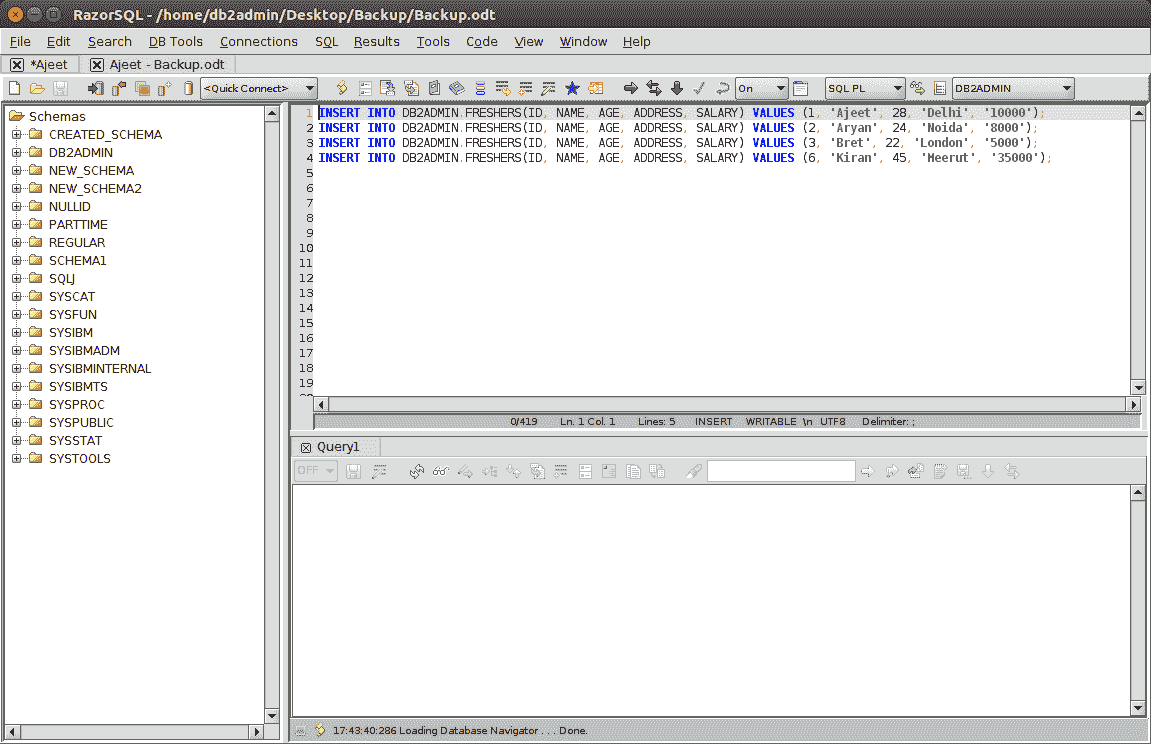 RazorSQL - /home/db2admin/Desktop/Backup/Backup.odt
File Edit Search DB Tools Connections SQL Results Tools Code View Window Help
*Ajeet Ajeet - Backup.odt
<Quick Connect> On SQL PL DB2ADMIN
Schemas
CREATED_SCHEMA
DB2ADMIN
NEW_SCHEMA
NEW_SCHEMA2
NULLID
PARTTIME
REGULAR
SCHEMA1
SQLJ
SYSCAT
SYSFUN
SYSIBM
SYSIBMADM
SYSIBMINTERNAL
SYSIBMTS
SYSPROC
SYSPUBLIC
SYSSTAT
SYSTOOLS
1 INSERT INTO DB2ADMIN.FRESHERS(ID, NAME, AGE, ADDRESS, SALARY) VALUES (1, 'Ajeet', 28, 'Delhi', '10000');
2 INSERT INTO DB2ADMIN.FRESHERS(ID, NAME, AGE, ADDRESS, SALARY) VALUES (2, 'Aryan', 24, 'Noida', '8000');
3 INSERT INTO DB2ADMIN.FRESHERS(ID, NAME, AGE, ADDRESS, SALARY) VALUES (3, 'Bret', 22, 'London', '5000');
4 INSERT INTO DB2ADMIN.FRESHERS(ID, NAME, AGE, ADDRESS, SALARY) VALUES (6, 'Kiran', 45, 'Meerut', '35000');
5
6
7
8
9
10
11
12
13
14
15
16
17
18
19
0/419 Ln. 1 Col. 1 Lines: 5 INSERT WRITABLE \n UTF8 Delimiter: ;
Query1
OFF
17:43:40:286 Loading Database Navigator . . . Done.